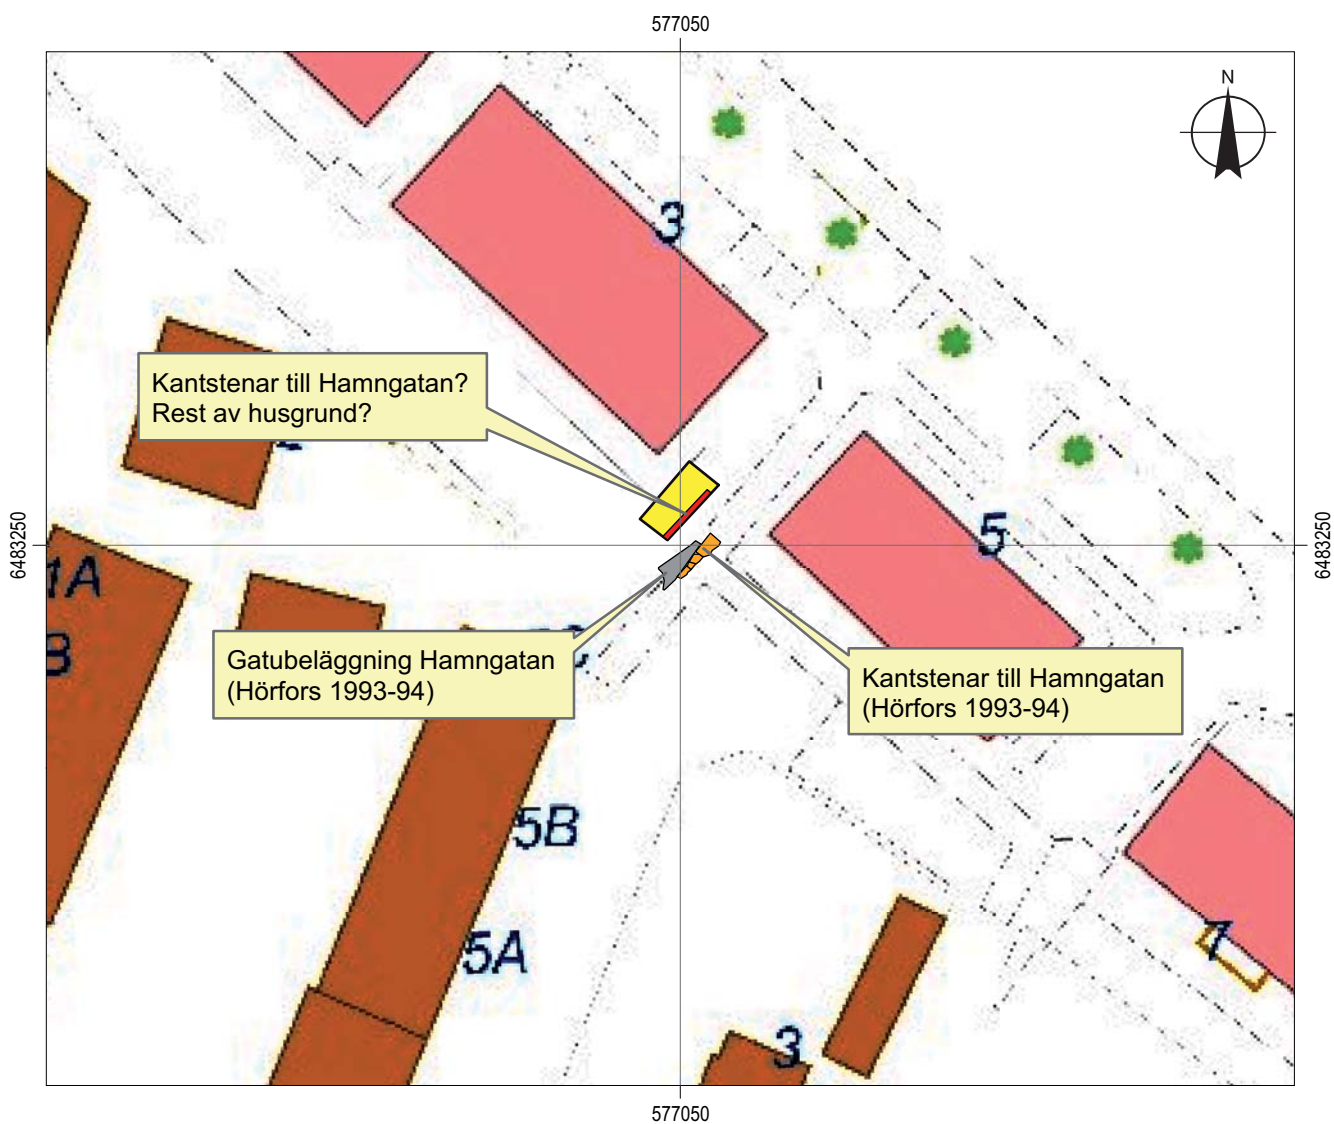 577050
N
3
Kantstenar till Hamngatan?
Rest av husgrund?
6483250
6483250
5
1A
B
Gatubeläggning Hamngatan
(Hörfors 1993-94)
Kantstenar till Hamngatan
(Hörfors 1993-94)
5B
5A
7
3
577050